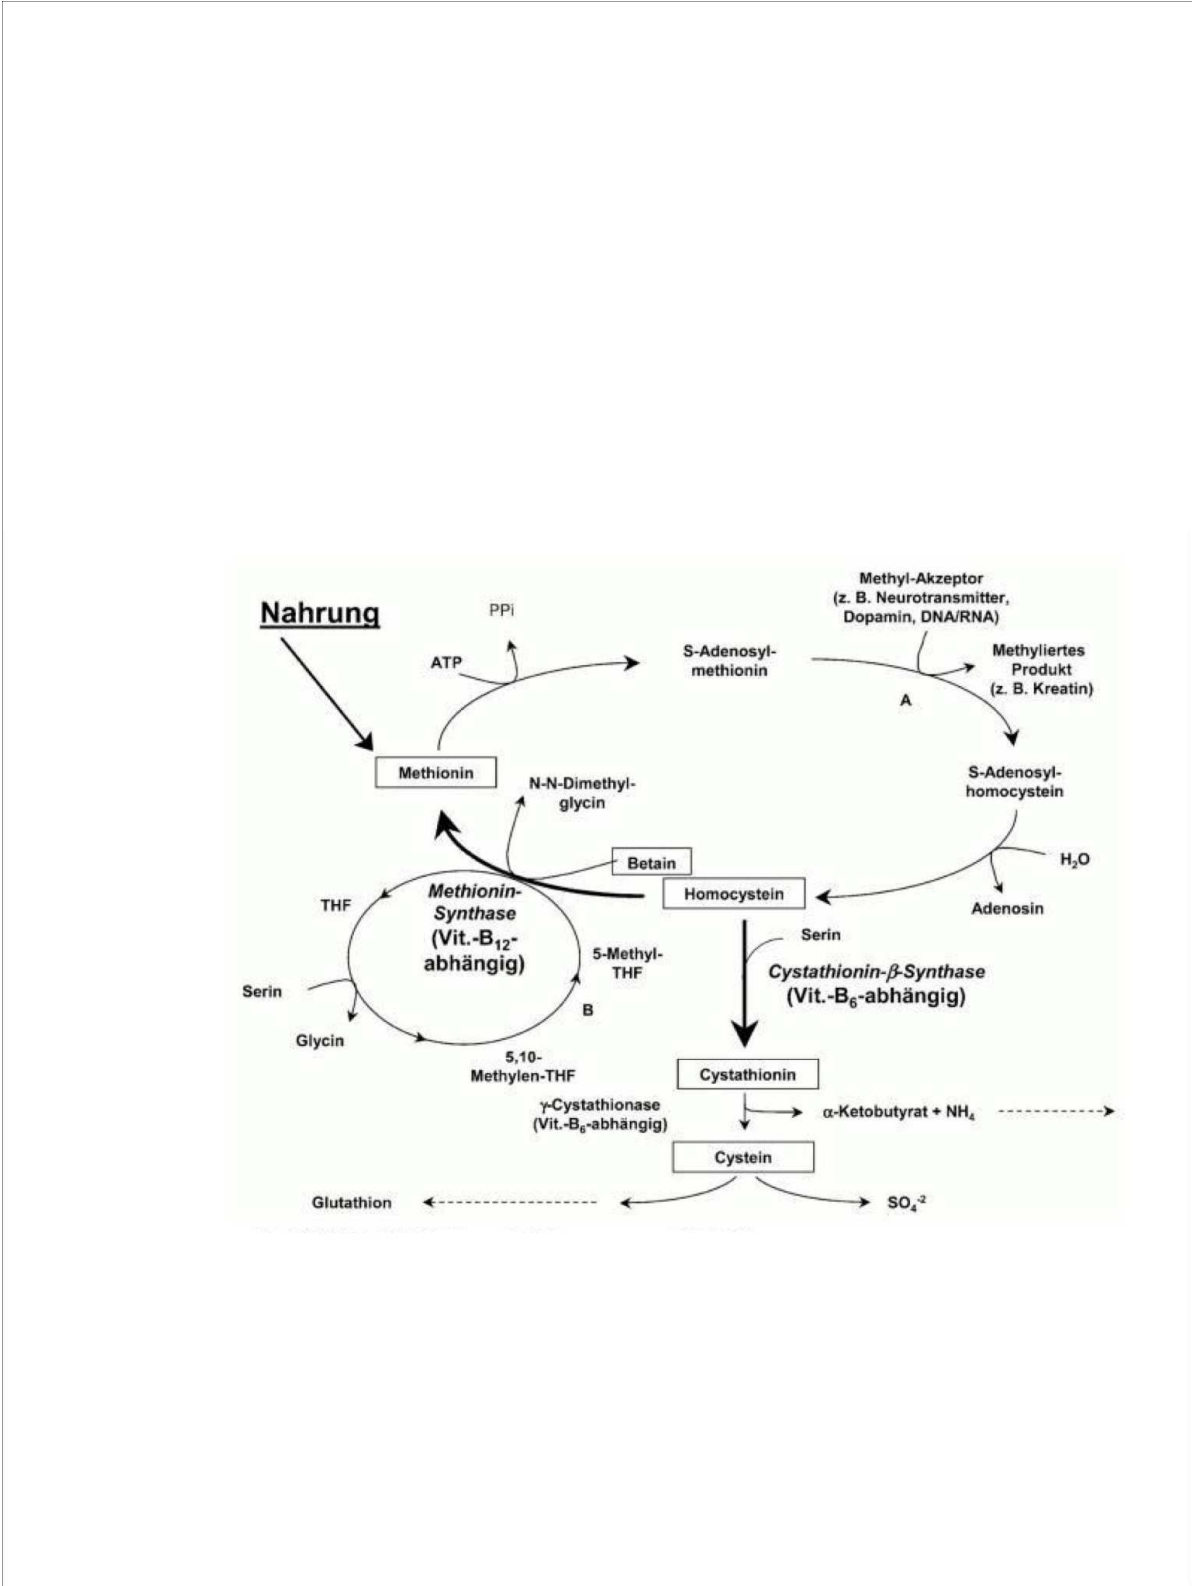 Nahrung
PPi
ATP
S-Adenosyl-
methionin
Methyl-Akzeptor
(z. B. Neurotransmitter,
Dopamin, DNA/RNA)
Methyliertes
Produkt
(z. B. Kreatin)
A
Methionin
N-N-Dimethyl-
glycin
S-Adenosyl-
homocystein
Betain
H₂O
Homocystein
Adenosin
THF
Methionin-
Synthase
(Vit.-B₁₂-
abhängig)
5-Methyl-
THF
Serin
Cystathionin-β-Synthase
(Vit.-B₆-abhängig)
Serin
Glycin
B
5,10-
Methylen-THF
Cystathionin
γ-Cystathionase
(Vit.-B₆-abhängig)
α-Ketobutyrat + NH₄
Cystein
Glutathion
SO₄⁻²